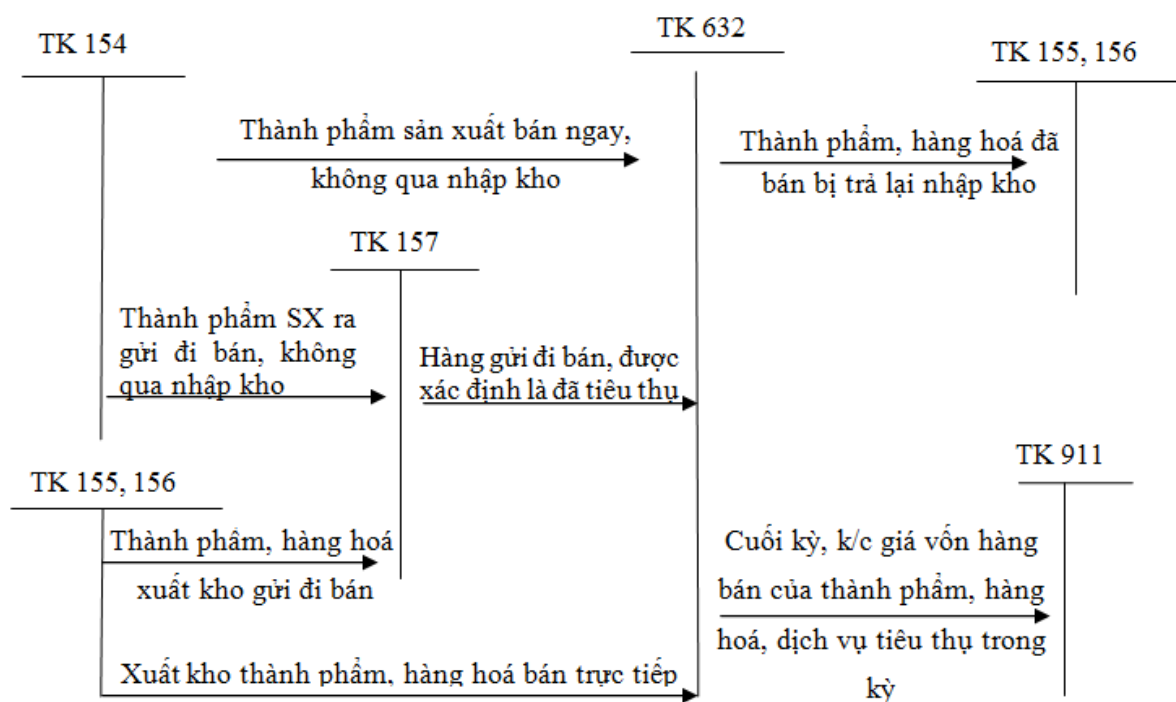 TK 154
TK 632
TK 155, 156
Thành phẩm sản xuất bán ngay,
không qua nhập kho
Thành phẩm, hàng hoá đã
bán bị trả lại nhập kho
TK 157
Thành phẩm SX ra
gửi đi bán, không
qua nhập kho
Hàng gửi đi bán, được
xác định là đã tiêu thụ
TK 155, 156
TK 911
Thành phẩm, hàng hoá
xuất kho gửi đi bán
Cuối kỳ, k/c giá vốn hàng
bán của thành phẩm, hàng
hoá, dịch vụ tiêu thụ trong
kỳ
Xuất kho thành phẩm, hàng hoá bán trực tiếp